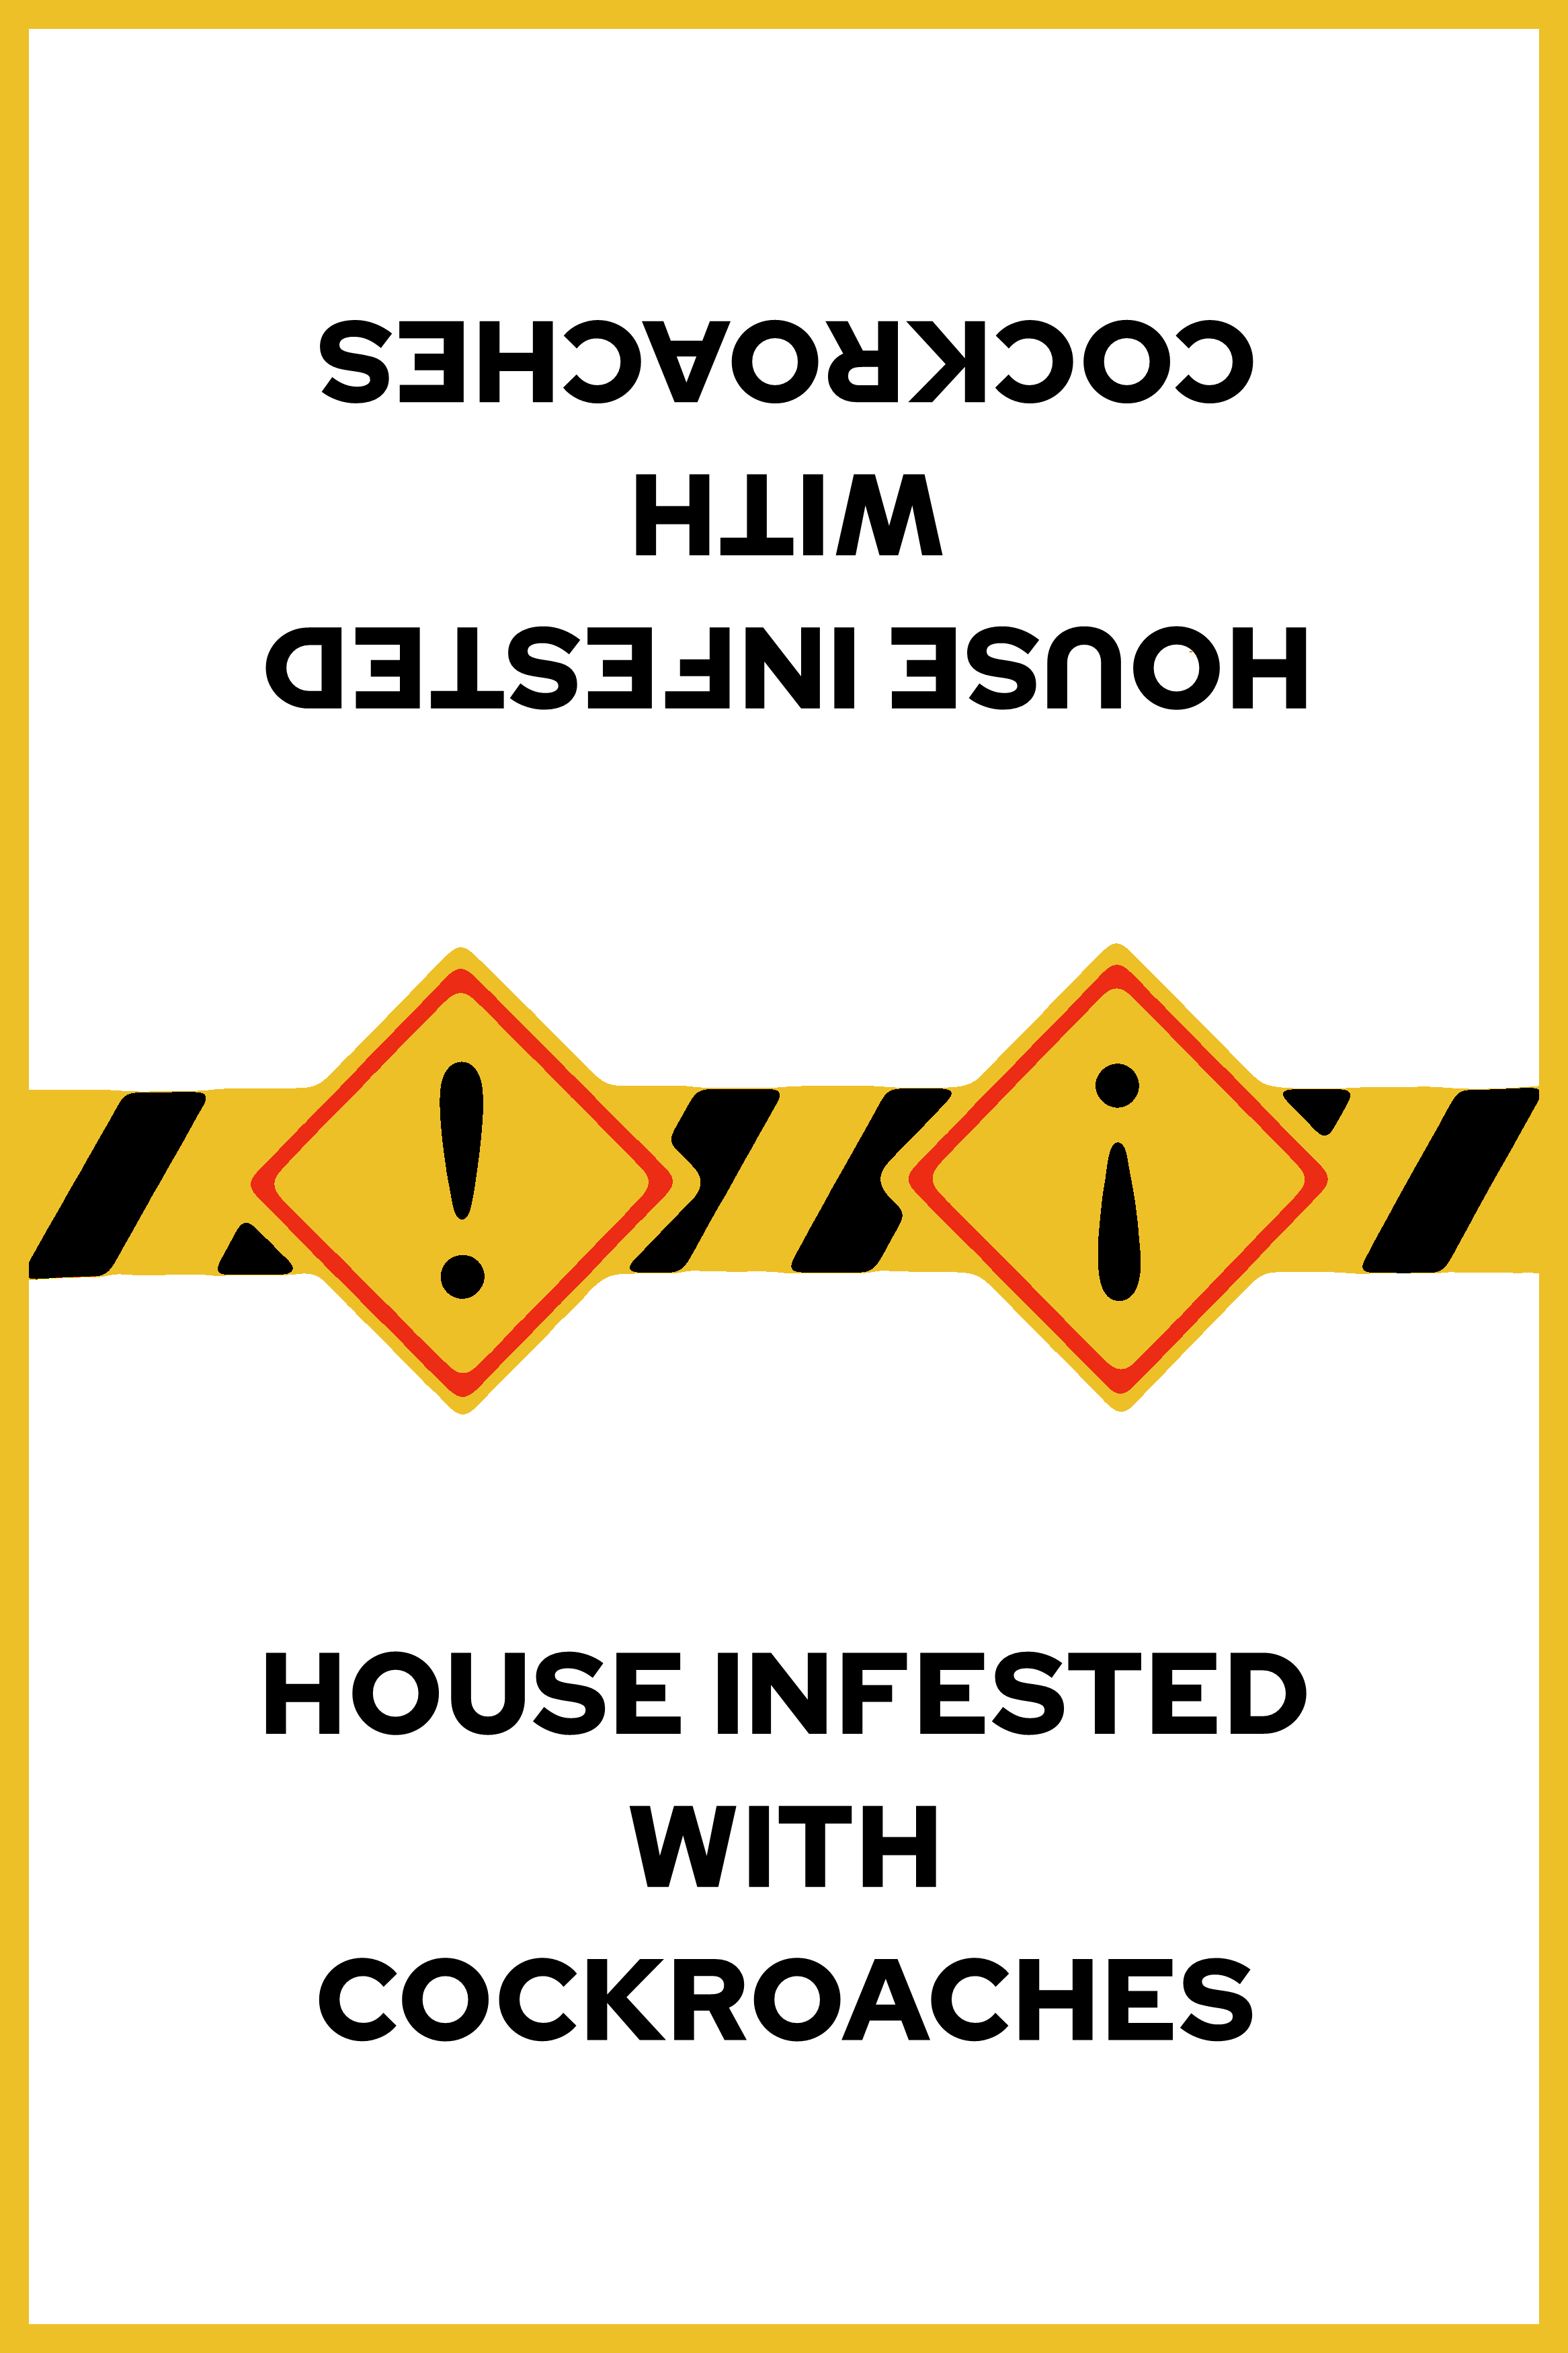 HOUSE INFESTED
WITH
COCKROACHES
!
HOUSE INFESTED
WITH
COCKROACHES
!